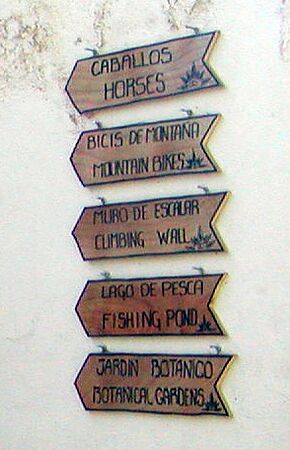 CABALLOS
HORSES
BICIS DE MONTAÑA
MOUNTAIN BIKES
MURO DE ESCALAR
CLIMBING WALL
LAGO DE PESCA
FISHING POND
JARDIN BOTANICO
BOTANICAL GARDENS